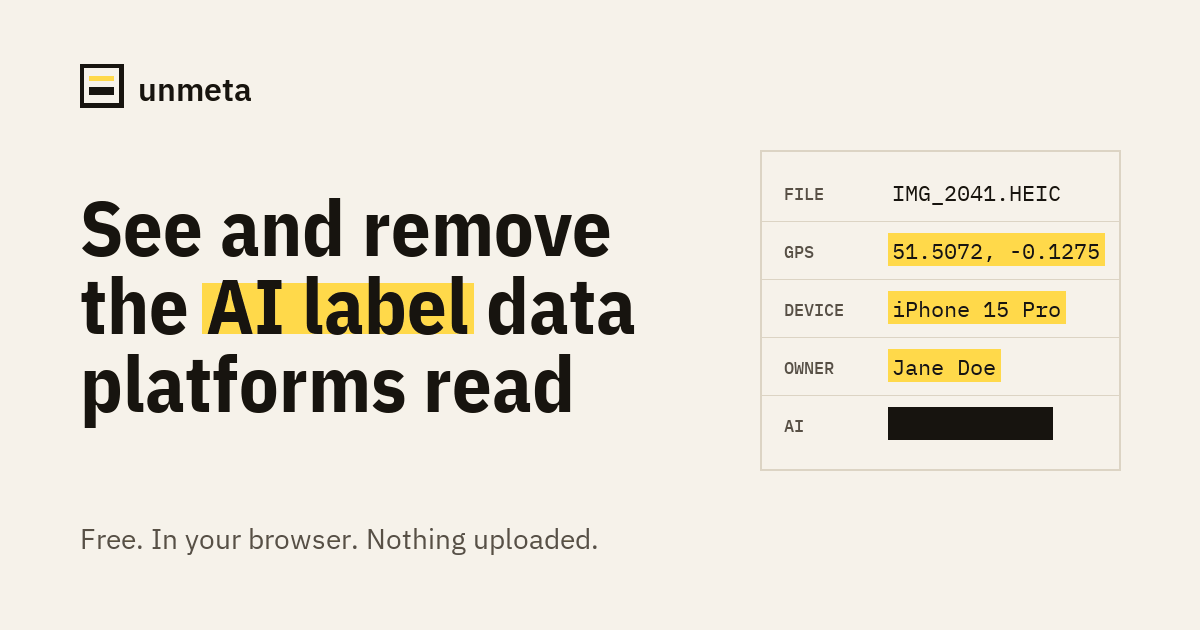 unmeta
See and remove
the AI label data
platforms read
FILE IMG_2041.HEIC
GPS 51.5072, -0.1275
DEVICE iPhone 15 Pro
OWNER Jane Doe
AI
Free. In your browser. Nothing uploaded.